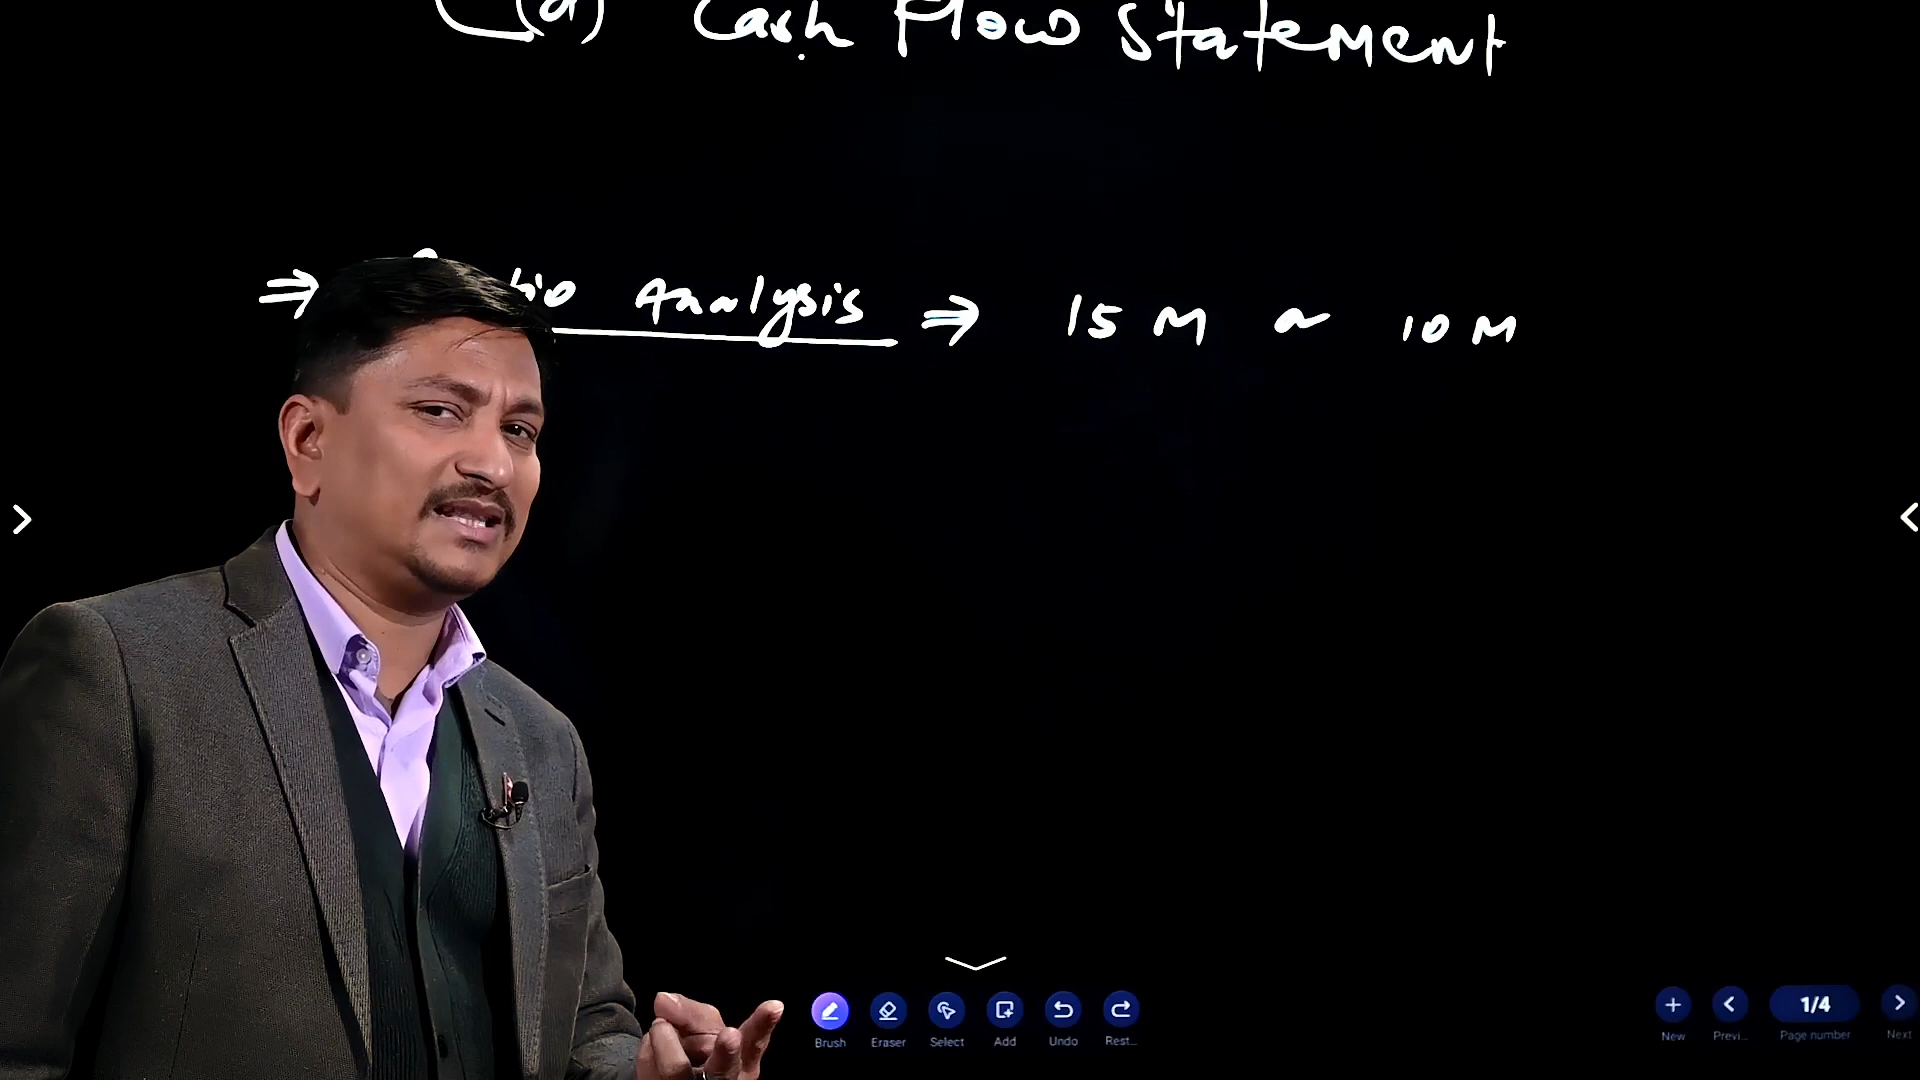 (d) Cash Flow Statement
⇒ Analysis ⇒ 15 M 10 M
Brush Eraser Select Add Undo Rest... New Previ... Page number Next
1/4